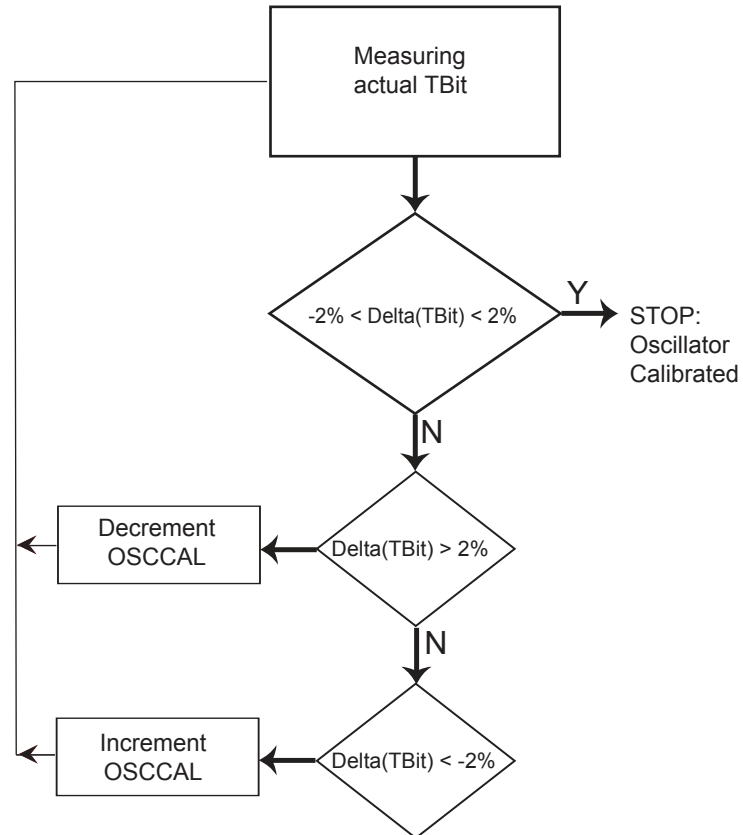 Measuring
actual TBit
-2% < Delta(TBit) < 2%
Y
STOP:
Oscillator
Calibrated
N
Decrement
OSCCAL
Delta(TBit) > 2%
N
Increment
OSCCAL
Delta(TBit) < -2%